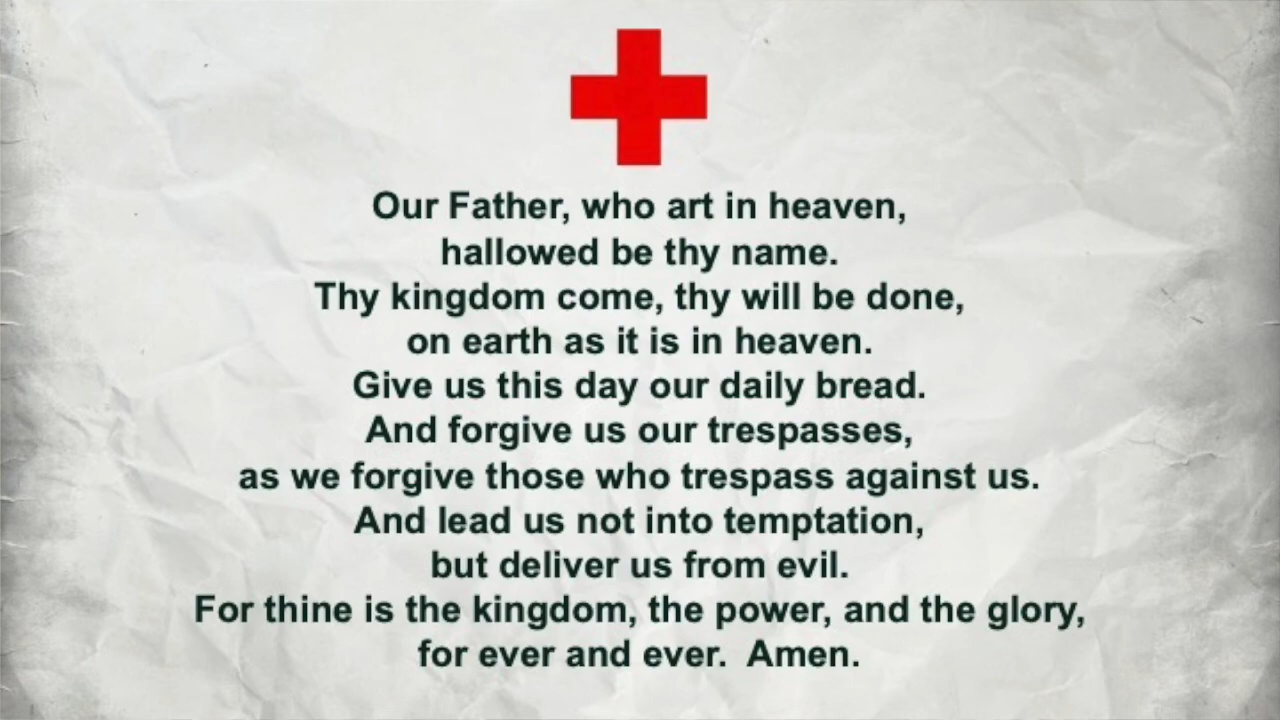 Our Father, who art in heaven,
hallowed be thy name.
Thy kingdom come, thy will be done,
on earth as it is in heaven.
Give us this day our daily bread.
And forgive us our trespasses,
as we forgive those who trespass against us.
And lead us not into temptation,
but deliver us from evil.
For thine is the kingdom, the power, and the glory,
for ever and ever.  Amen.